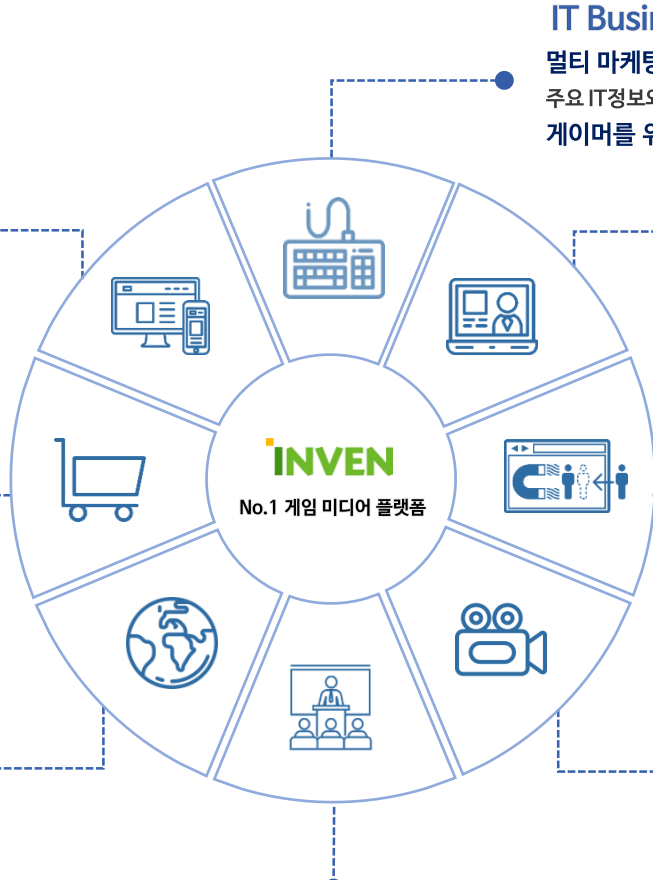 IT Busi
멀티 마케팅
주요 IT정보와
게이머를 위
INVEN
No.1 게임 미디어 플랫폼